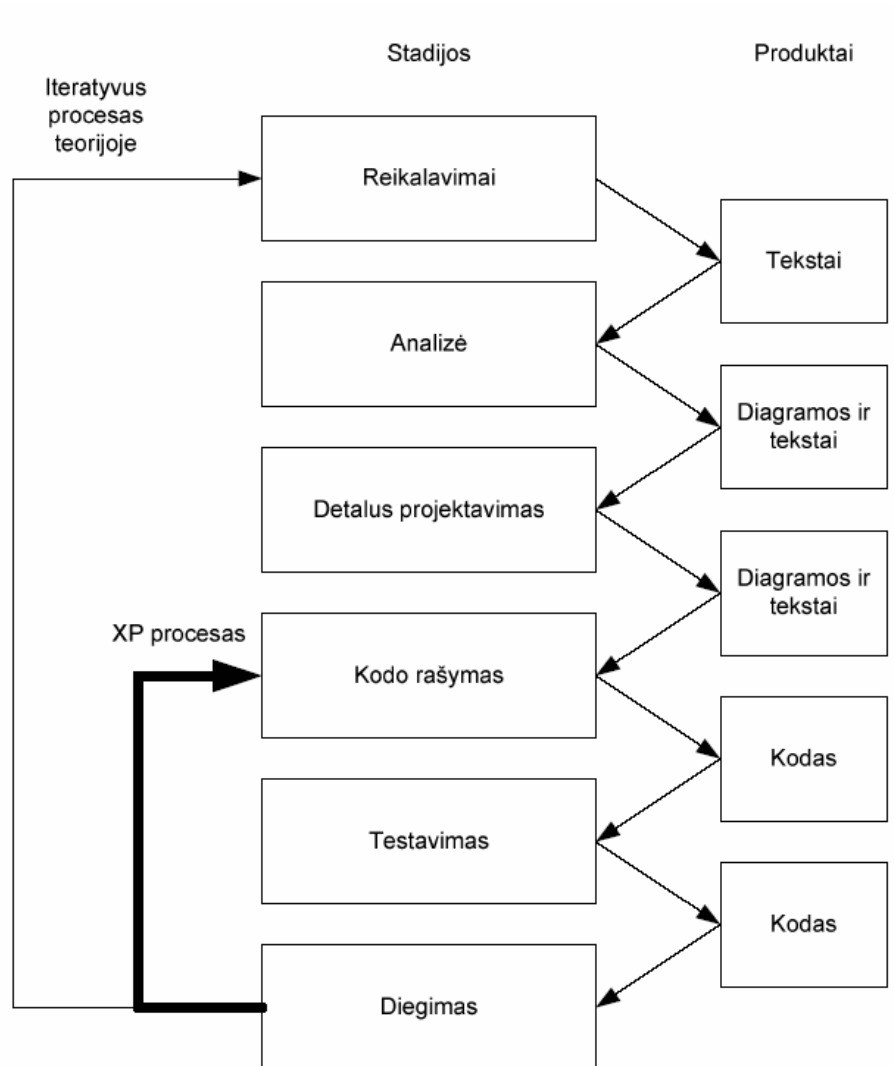 Stadijos
Produktai
Iteratyvus
procesas
teorijoje
Reikalavimai
Tekstai
Analizė
Diagramos ir
tekstai
Detalus projektavimas
Diagramos ir
tekstai
XP procesas
Kodo rašymas
Kodas
Testavimas
Kodas
Diegimas